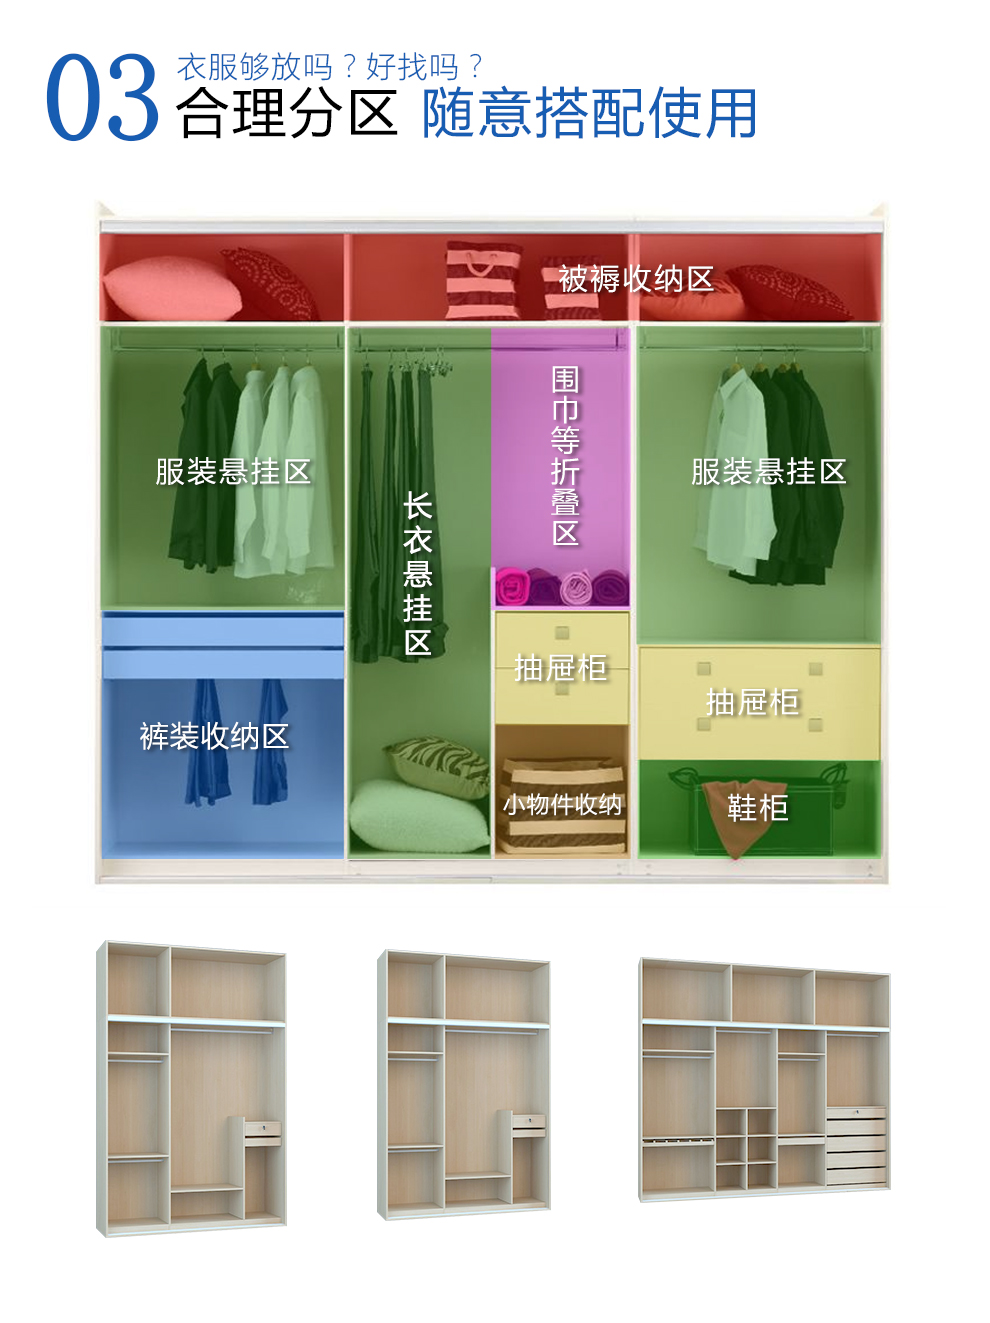 03
衣服够放吗？好找吗？
合理分区 随意搭配使用
被褥收纳区
服装悬挂区
长衣悬挂区
围巾等折叠区
服装悬挂区
裤装收纳区
抽屉柜
小物件收纳
抽屉柜
鞋柜